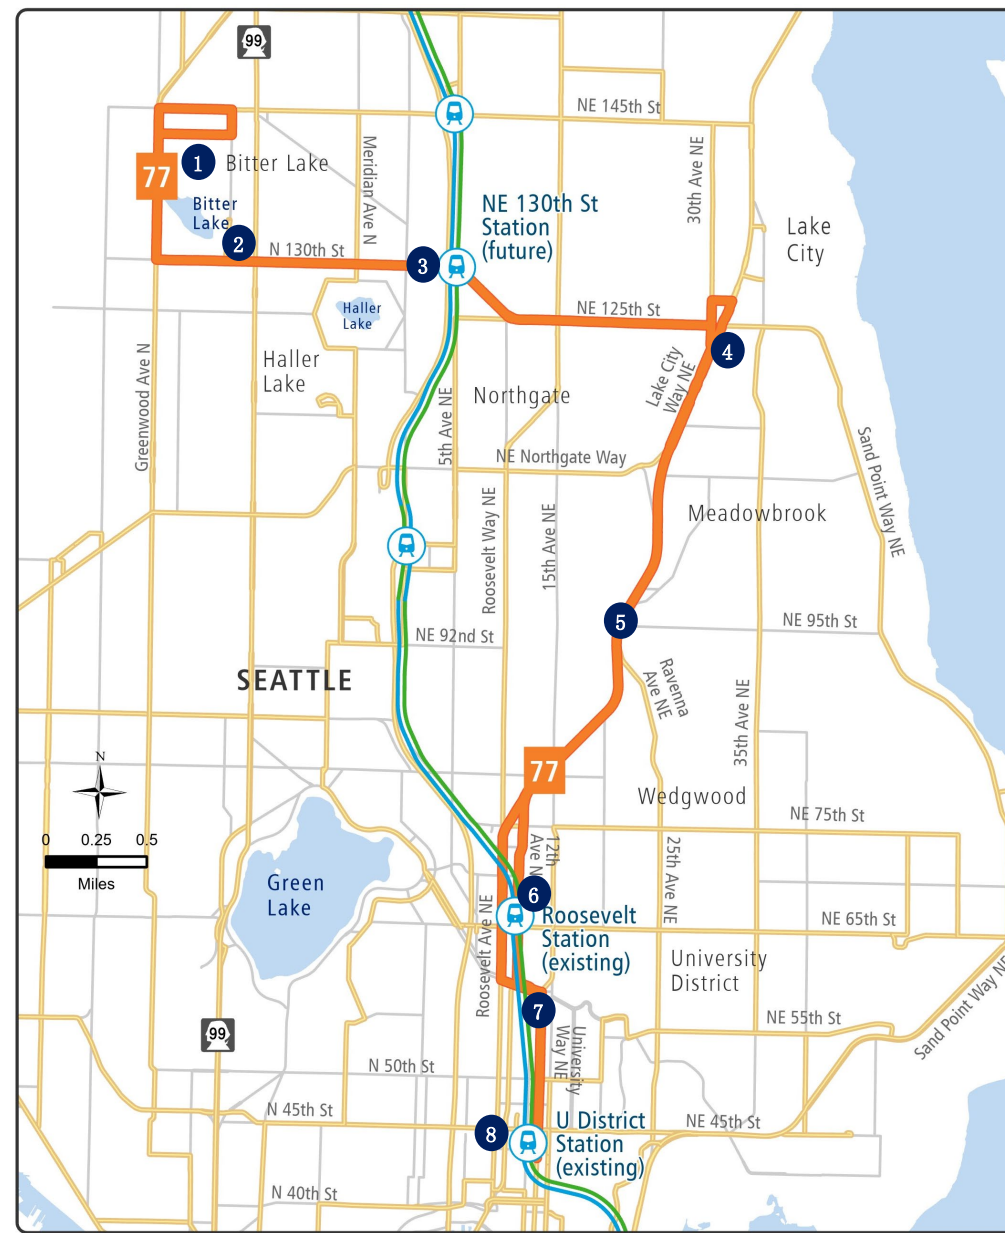 99
NE 145th St
Meridian Ave N
30th Ave NE
1
Bitter Lake
77
Bitter
Lake
2
N 130th St
3
NE 130th St
Station
(future)
Lake
City
Haller
Lake
NE 125th St
4
Haller
Lake
Greenwood Ave N
5th Ave NE
Northgate
Lake City
Way NE
NE Northgate Way
Sand Point Way NE
Roosevelt Way NE
15th Ave NE
Meadowbrook
5
NE 95th St
NE 92nd St
SEATTLE
Ravenna
Ave NE
35th Ave NE
N
77
Wedgwood
0 0.25 0.5
Miles
NE 75th St
12th
Ave N
25th Ave NE
Green
Lake
6
Roosevelt Ave NE
Roosevelt
Station
(existing)
NE 65th St
University
District
7
99
University
Way NE
NE 55th St
Sand Point Way NE
N 50th St
N 45th St
8
U District
Station
(existing)
NE 45th St
N 40th St